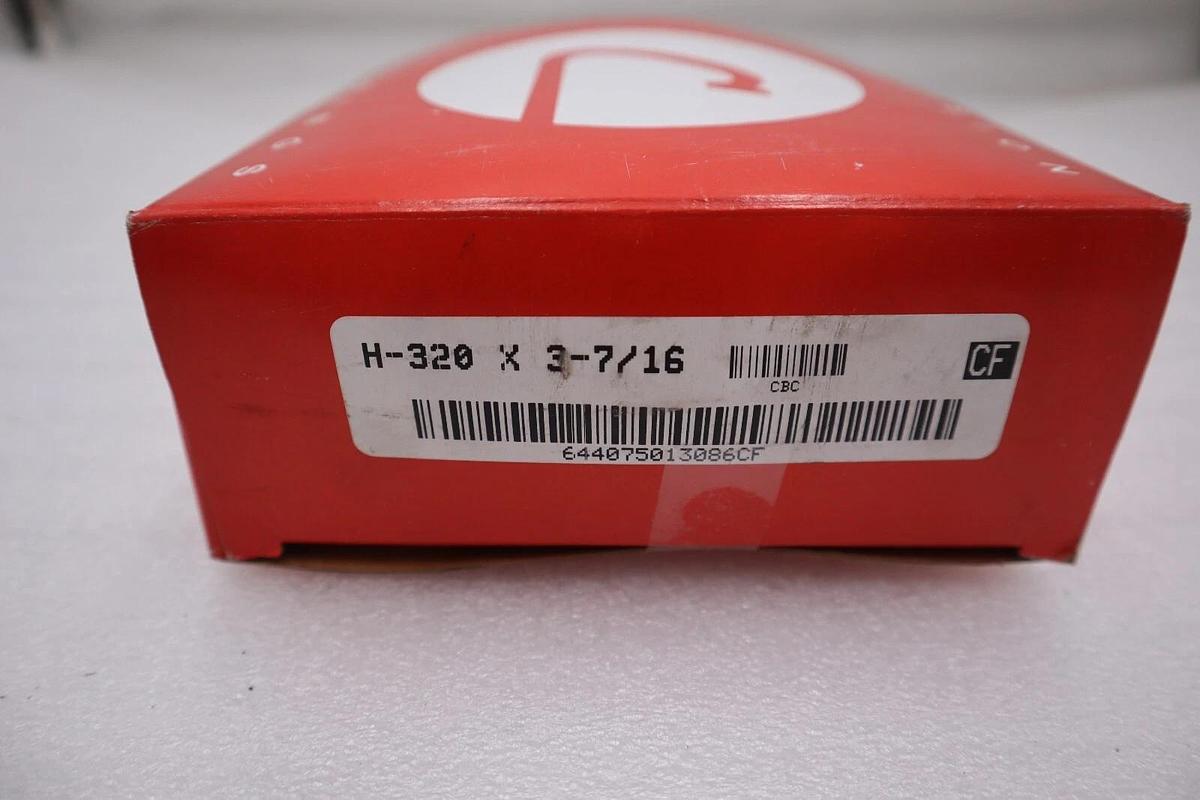 H-320 X 3-7/16
CBC
CF
644075013086CF